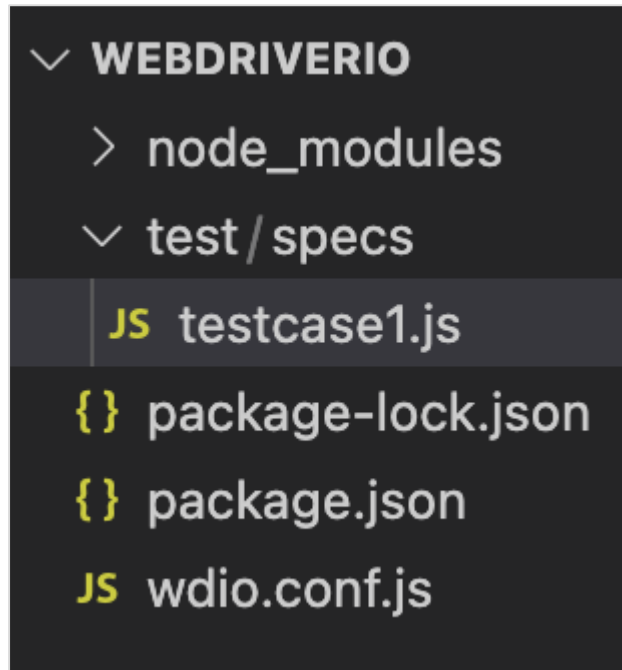 WEBDRIVERIO
node_modules
test/specs
JS testcase1.js
{} package-lock.json
{} package.json
JS wdio.conf.js